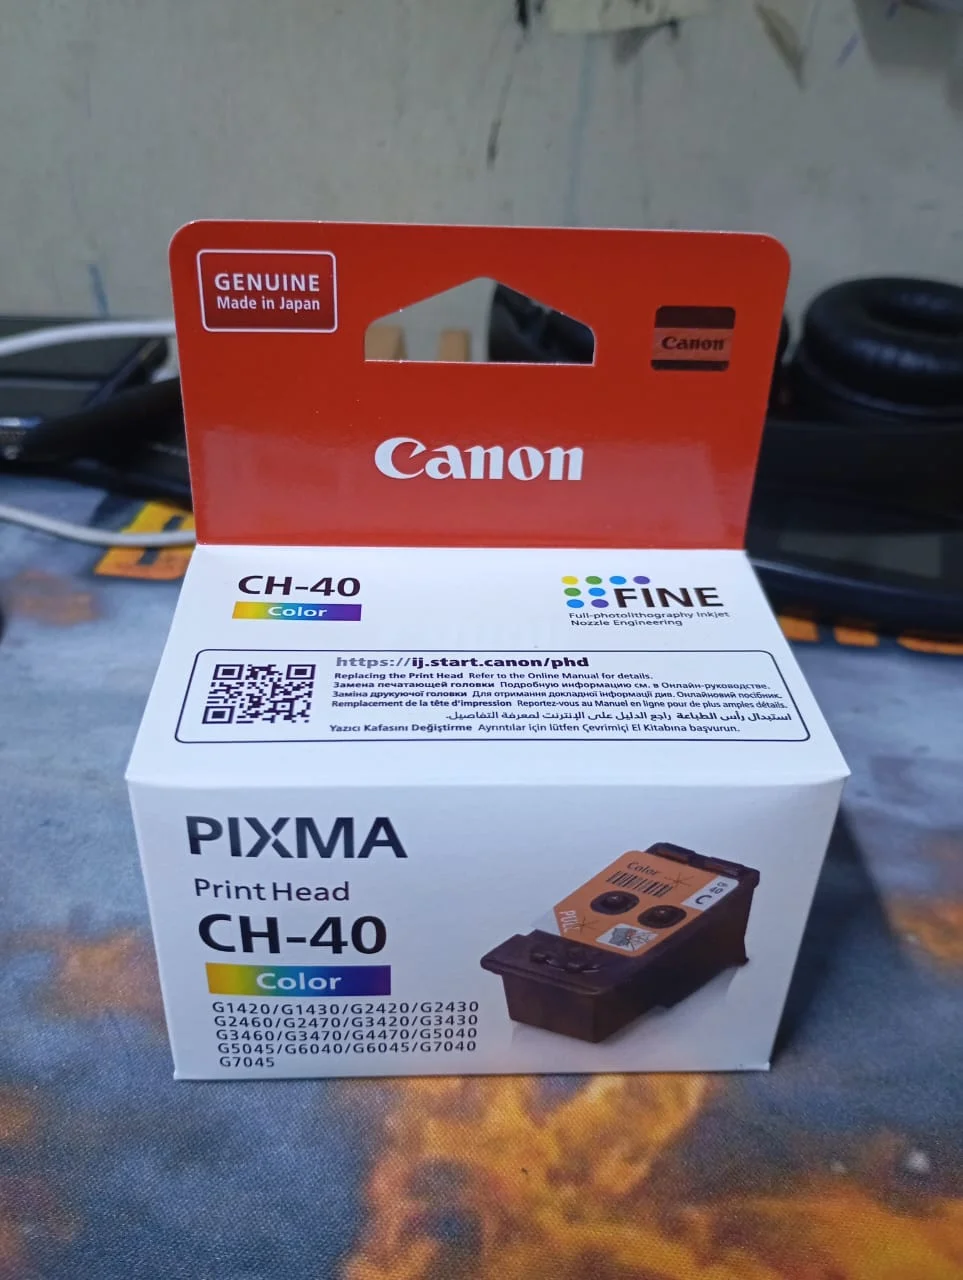 GENUINE
Made in Japan
Canon
Canon
CH-40
Color
FINE
Full-photolithography Inkjet
Nozzle Engineering
https://ij.start.canon/phd
Replacing the Print Head Refer to the Online Manual for details.
Замена печатающей головки Подробную информацию см. в Онлайн-руководстве.
Заміна друкуючої головки Для отримання докладної інформації див. Онлайновий посібник.
Remplacement de la tête d'impression Reportez-vous au Manuel en ligne pour de plus amples détails.
استبدال رأس الطباعة راجع الدليل على الإنترنت لمعرفة التفاصيل.
Yazıcı Kafasını Değiştirme Ayrıntılar için lütfen Çevrimiçi El Kitabına başvurun.
PIXMA
Print Head
CH-40
Color
G1420/G1430/G2420/G2430
G2460/G2470/G3420/G3430
G3460/G3470/G4470/G5040
G5045/G6040/G6045/G7040
G7045
Color
CH-
40
C
PULL